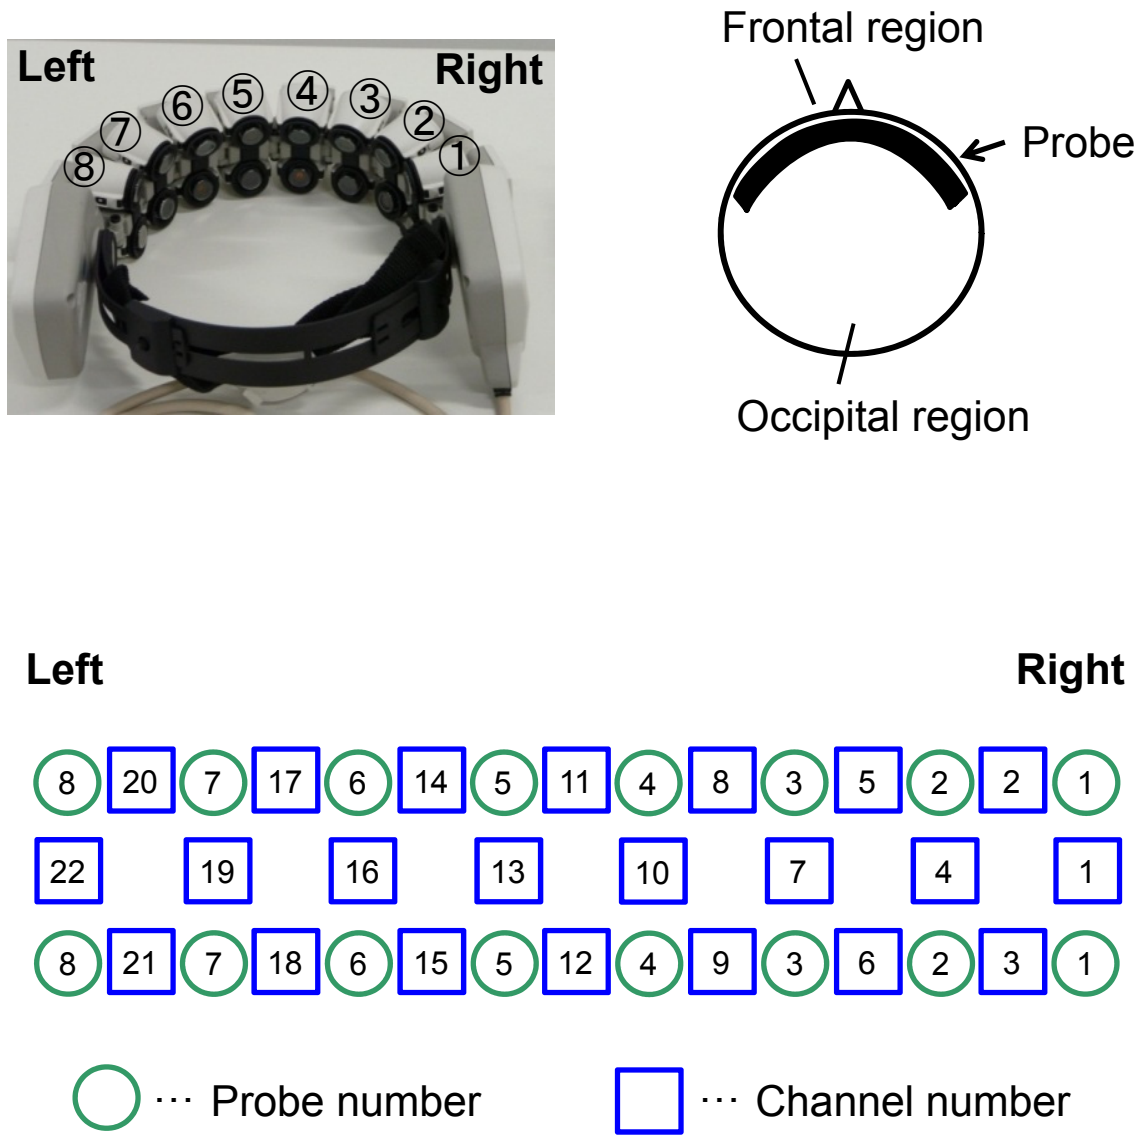 Left Right
① ② ③ ④ ⑤ ⑥ ⑦ ⑧
Frontal region
Probe
Occipital region
Left Right
8 20 7 17 6 14 5 11 4 8 3 5 2 2 1
22 19 16 13 10 7 4 1
8 21 7 18 6 15 5 12 4 9 3 6 2 3 1
··· Probe number ··· Channel number